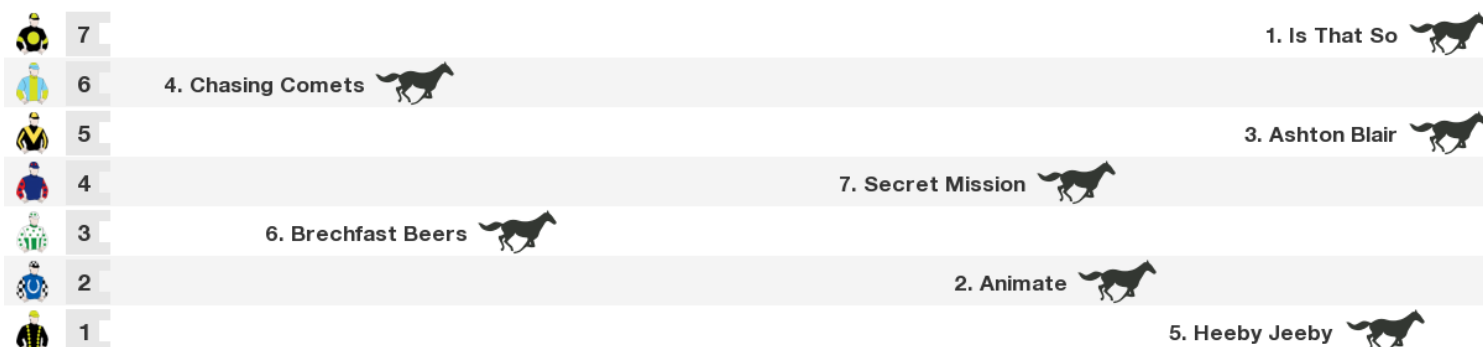 7 1. Is That So
6 4. Chasing Comets
5 3. Ashton Blair
4 7. Secret Mission
3 6. Brechfast Beers
2 2. Animate
1 5. Heeby Jeeby